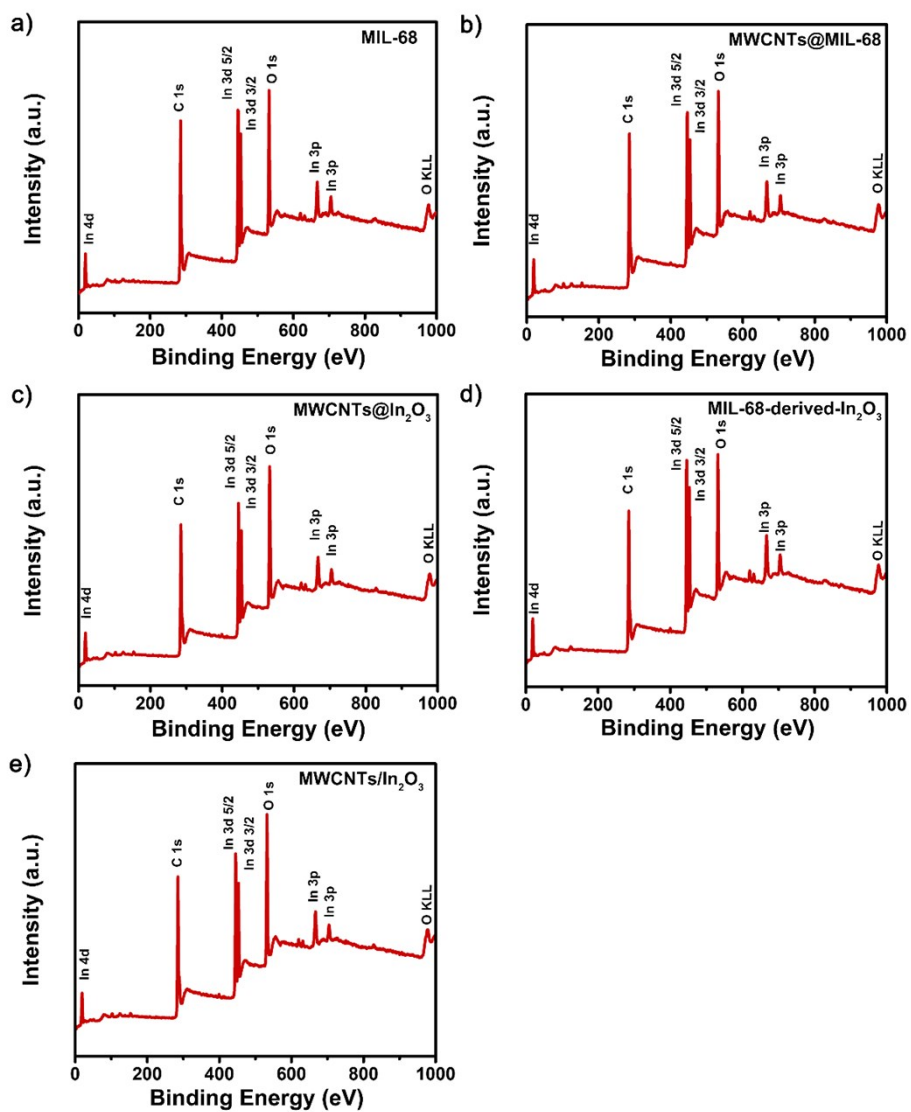 a)
MIL-68
Intensity (a.u.)
In 4d
C 1s
In 3d 5/2
In 3d 3/2
O 1s
In 3p
In 3p
O KLL
0 200 400 600 800 1000
Binding Energy (eV)
b)
MWCNTs@MIL-68
Intensity (a.u.)
In 4d
C 1s
In 3d 5/2
In 3d 3/2
O 1s
In 3p
In 3p
O KLL
0 200 400 600 800 1000
Binding Energy (eV)
c)
MWCNTs@In₂O₃
Intensity (a.u.)
In 4d
C 1s
In 3d 5/2
In 3d 3/2
O 1s
In 3p
In 3p
O KLL
0 200 400 600 800 1000
Binding Energy (eV)
d)
MIL-68-derived-In₂O₃
Intensity (a.u.)
In 4d
C 1s
In 3d 5/2
In 3d 3/2
O 1s
In 3p
In 3p
O KLL
0 200 400 600 800 1000
Binding Energy (eV)
e)
MWCNTs/In₂O₃
Intensity (a.u.)
In 4d
C 1s
In 3d 5/2
In 3d 3/2
O 1s
In 3p
In 3p
O KLL
0 200 400 600 800 1000
Binding Energy (eV)